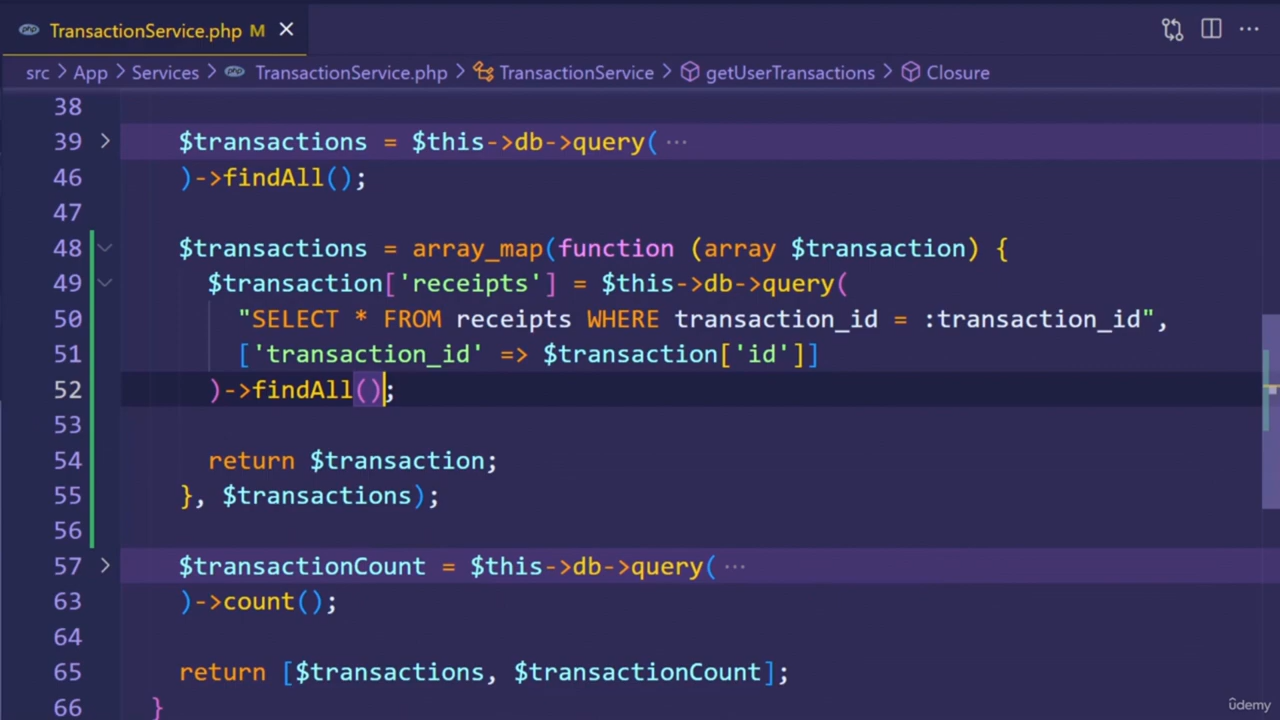 TransactionService.php M
src > App > Services > TransactionService.php > TransactionService > getUserTransactions > Closure
38
39 > $transactions = $this->db->query( ···
46 )->findAll();
47
48 $transactions = array_map(function (array $transaction) {
49 $transaction['receipts'] = $this->db->query(
50 "SELECT * FROM receipts WHERE transaction_id = :transaction_id",
51 ['transaction_id' => $transaction['id']]
52 )->findAll();
53
54 return $transaction;
55 }, $transactions);
56
57 > $transactionCount = $this->db->query( ···
63 )->count();
64
65 return [$transactions, $transactionCount];
66 }
ûdemy